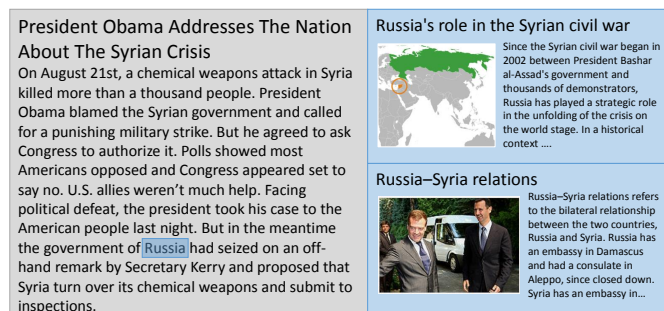 President Obama Addresses The Nation
About The Syrian Crisis
On August 21st, a chemical weapons attack in Syria
killed more than a thousand people. President
Obama blamed the Syrian government and called
for a punishing military strike. But he agreed to ask
Congress to authorize it. Polls showed most
Americans opposed and Congress appeared set to
say no. U.S. allies weren’t much help. Facing
political defeat, the president took his case to the
American people last night. But in the meantime
the government of Russia had seized on an off-
hand remark by Secretary Kerry and proposed that
Syria turn over its chemical weapons and submit to
inspections.
Russia's role in the Syrian civil war
Since the Syrian civil war began in
2002 between President Bashar
al-Assad's government and
thousands of demonstrators,
Russia has played a strategic role
in the unfolding of the crisis on
the world stage. In a historical
context ....
Russia–Syria relations
Russia–Syria relations refers
to the bilateral relationship
between the two countries,
Russia and Syria. Russia has
an embassy in Damascus
and had a consulate in
Aleppo, since closed down.
Syria has an embassy in…